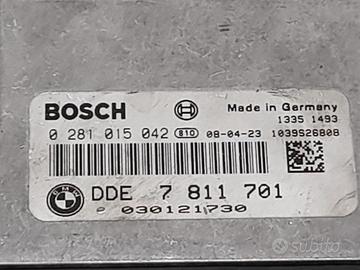 BOSCH
Made in Germany
1335 1493
0 281 015 042 810 08-04-23 1039S26808
DDE 7 811 701
030121730
subito